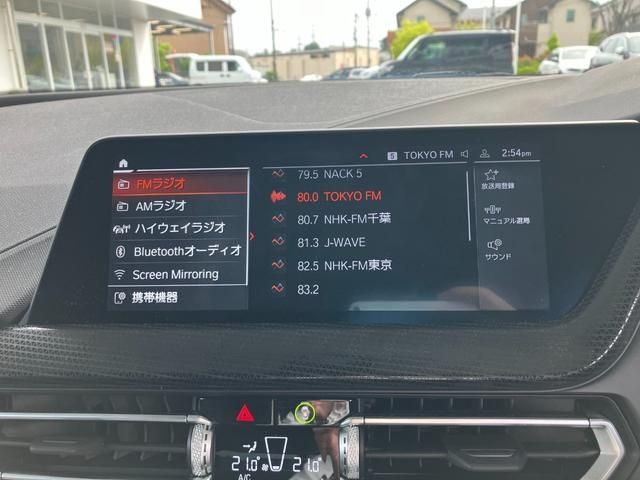 5 TOKYO FM 2:54pm
FMラジオ
AMラジオ
ハイウェイラジオ
Bluetoothオーディオ
Screen Mirroring
携帯機器
79.5 NACK 5
80.0 TOKYO FM
80.7 NHK-FM千葉
81.3 J-WAVE
82.5 NHK-FM東京
83.2
放送局登録
マニュアル選局
サウンド
21.0 21.0
A/C